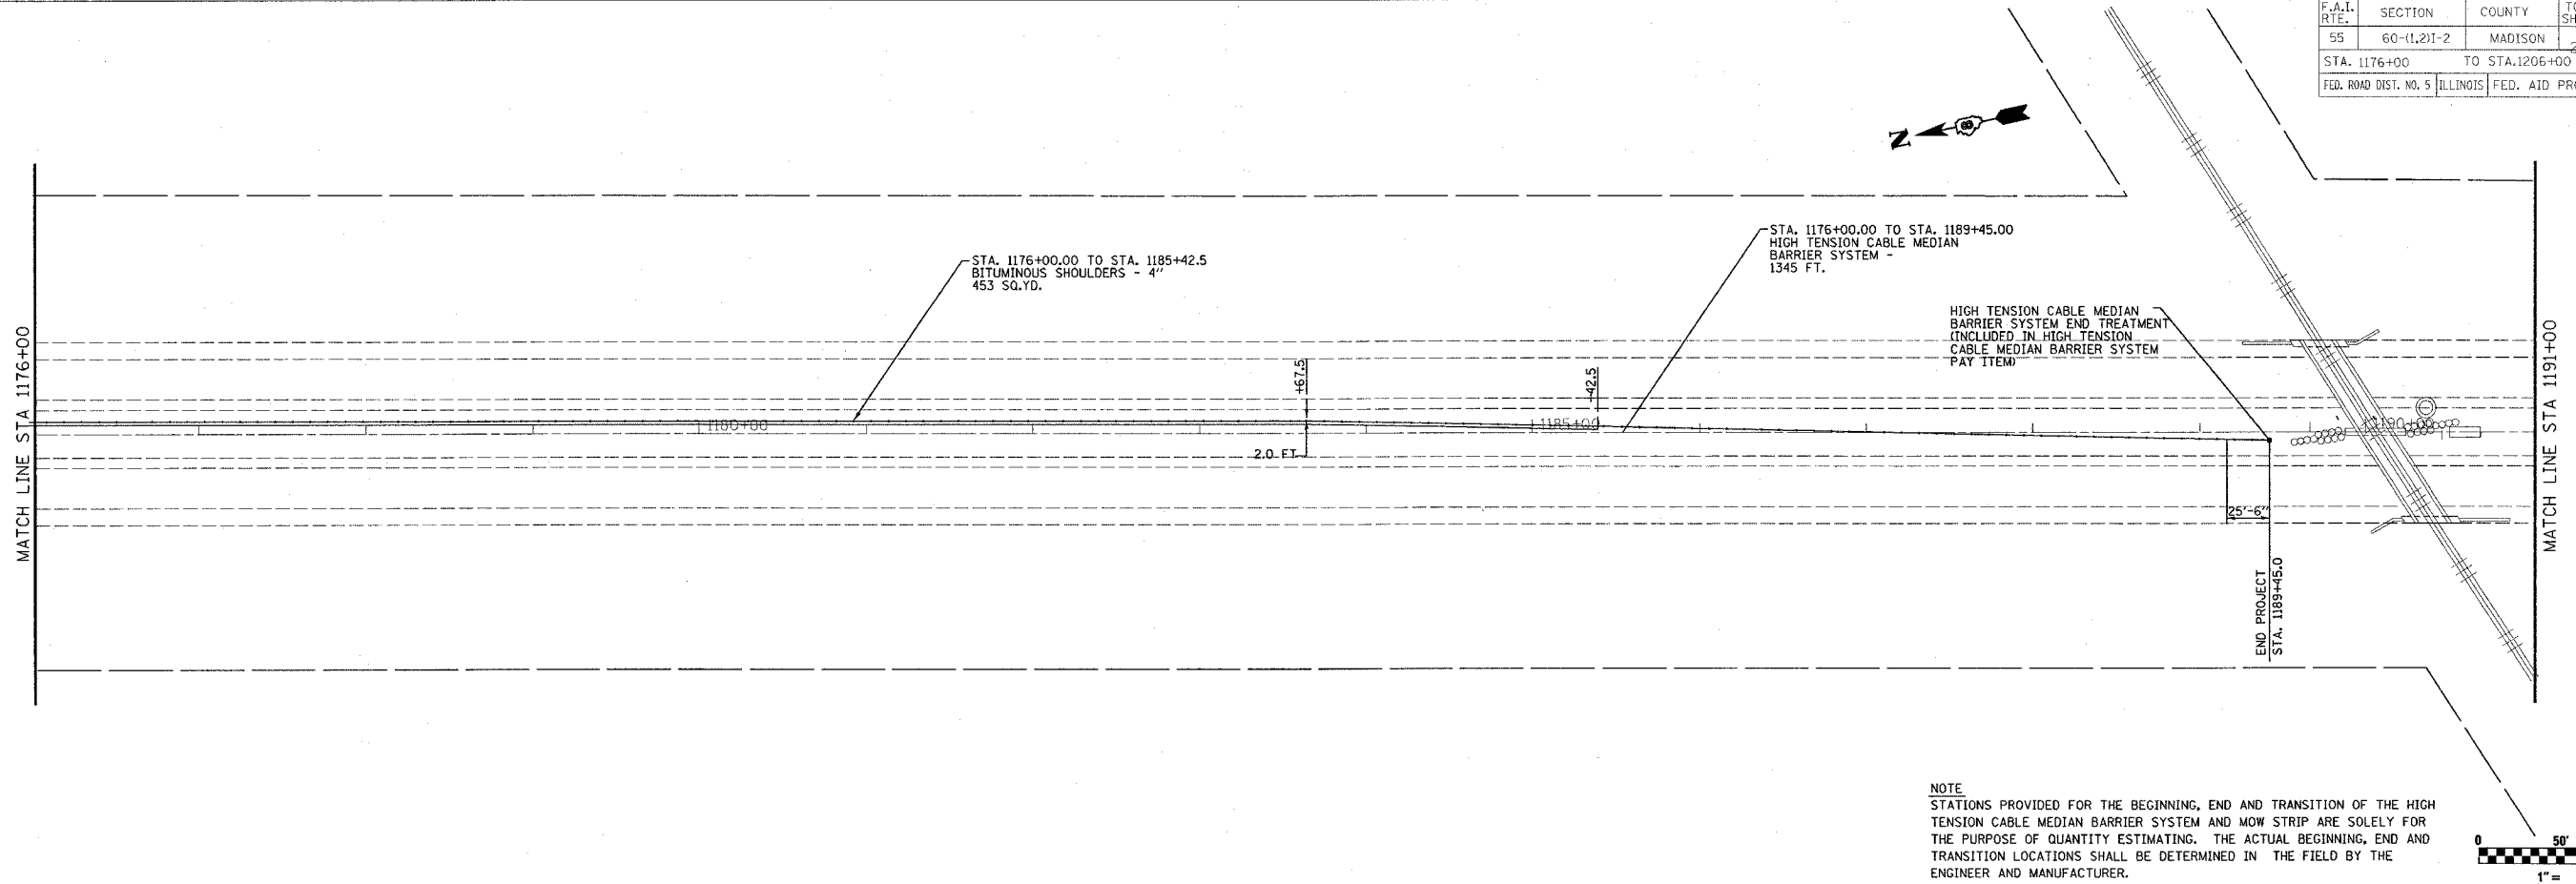 F.A.I. RTE. SECTION COUNTY
55 60-(1,2)I-2 MADISON
STA. 1176+00 TO STA.1206+00
FED. ROAD DIST. NO. 5 ILLINOIS FED. AID
N
STA. 1176+00.00 TO STA. 1185+42.5
BITUMINOUS SHOULDERS - 4"
453 SQ.YD.
STA. 1176+00.00 TO STA. 1189+45.00
HIGH TENSION CABLE MEDIAN
BARRIER SYSTEM -
1345 FT.
HIGH TENSION CABLE MEDIAN
BARRIER SYSTEM END TREATMENT
(INCLUDED IN HIGH TENSION
CABLE MEDIAN BARRIER SYSTEM
PAY ITEM)
MATCH LINE STA 1176+00
+67.5
+42.5
1180+00
1185+00
1190+00
2.0 FT.
25'-6"
END PROJECT
STA. 1189+45.0
MATCH LINE STA 1191+00
NOTE
STATIONS PROVIDED FOR THE BEGINNING, END AND TRANSITION OF THE HIGH
TENSION CABLE MEDIAN BARRIER SYSTEM AND MOW STRIP ARE SOLELY FOR
THE PURPOSE OF QUANTITY ESTIMATING. THE ACTUAL BEGINNING, END AND
TRANSITION LOCATIONS SHALL BE DETERMINED IN THE FIELD BY THE
ENGINEER AND MANUFACTURER.
0 50'
1"=